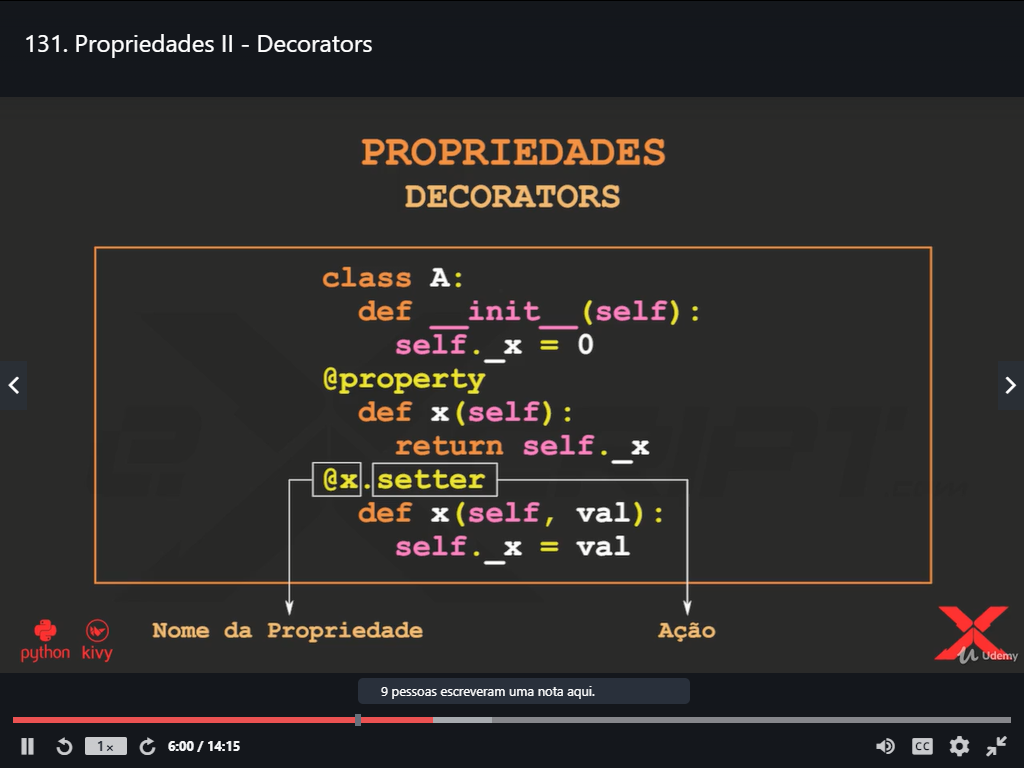 131. Propriedades II - Decorators
PROPRIEDADES
DECORATORS
class A:
def __init__(self):
self._x = 0
@property
def x(self):
return self._x
@x.setter
def x(self, val):
self._x = val
Nome da Propriedade
Ação
python
kivy
Udemy
9 pessoas escreveram uma nota aqui.
1x
6:00 / 14:15
CC